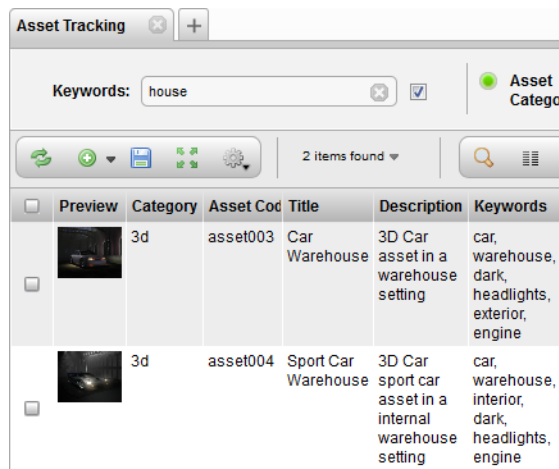 Asset Tracking
+
Keywords: house
Asset
Catego
2 items found
Preview Category Asset Cod Title Description Keywords
3d asset003 Car 3D Car car,
Warehouse asset in a warehouse,
warehouse dark,
setting headlights,
exterior,
engine
3d asset004 Sport Car 3D Car car,
Warehouse sport car warehouse,
asset in a interior,
internal dark,
warehouse headlights,
setting engine